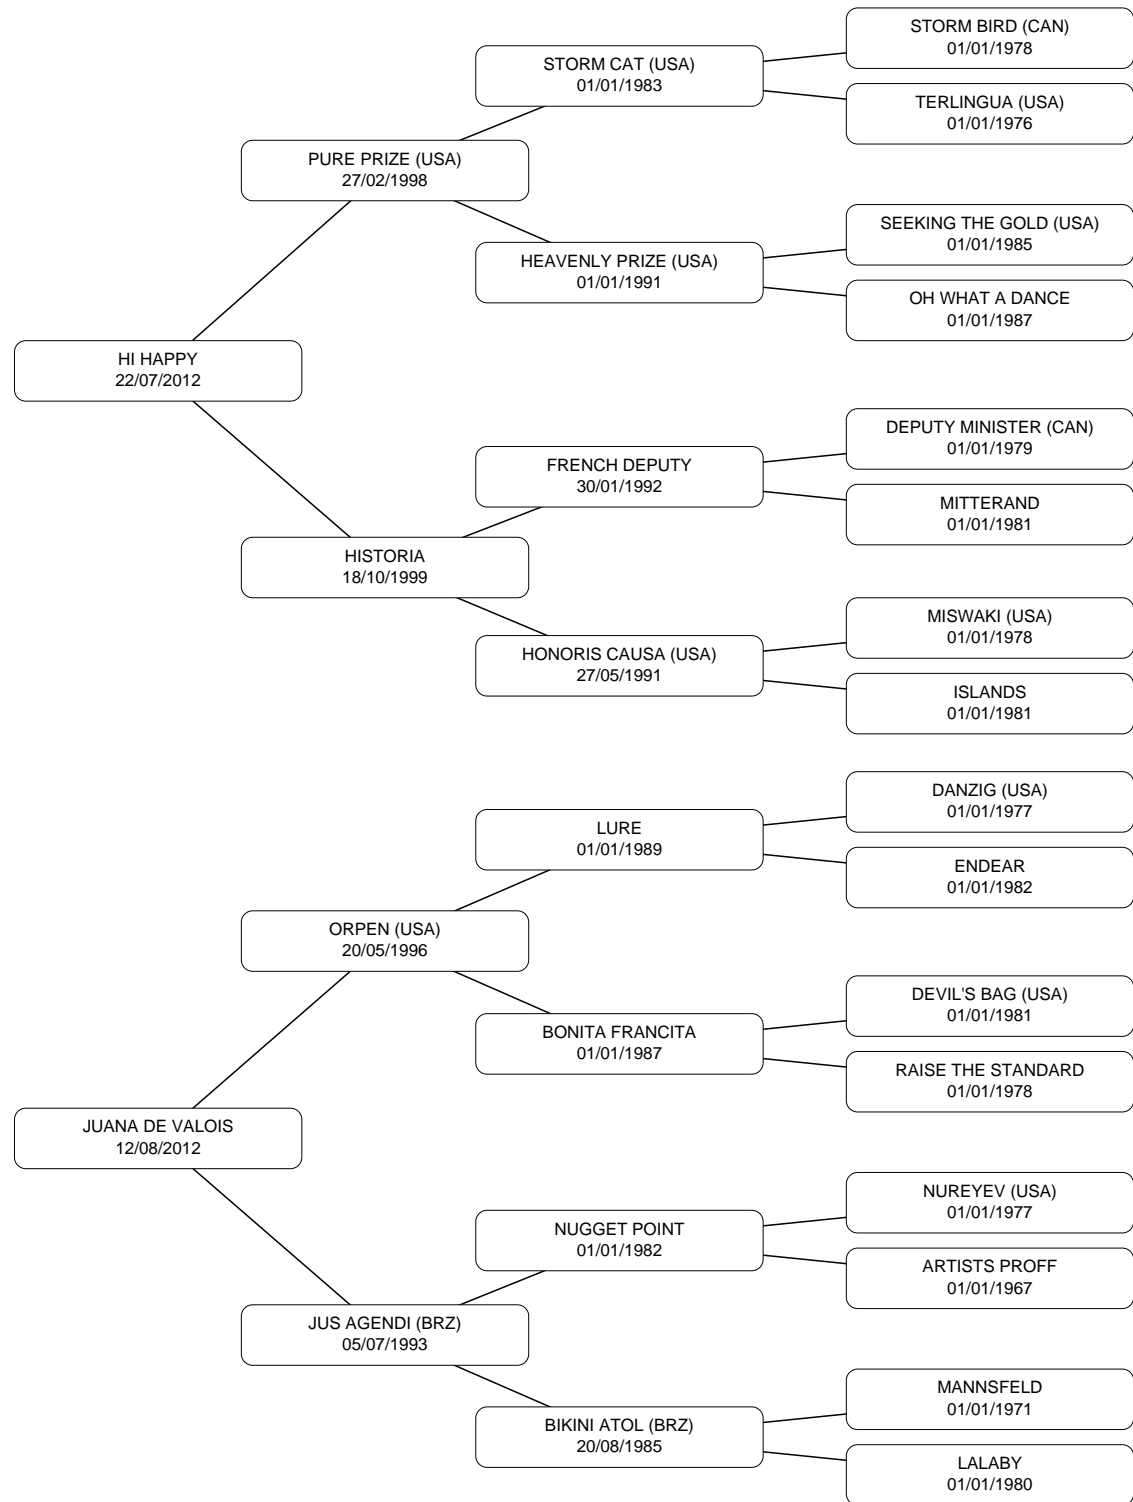 STORM BIRD (CAN)
01/01/1978
STORM CAT (USA)
01/01/1983
TERLINGUA (USA)
01/01/1976
PURE PRIZE (USA)
27/02/1998
SEEKING THE GOLD (USA)
01/01/1985
HEAVENLY PRIZE (USA)
01/01/1991
OH WHAT A DANCE
01/01/1987
HI HAPPY
22/07/2012
DEPUTY MINISTER (CAN)
01/01/1979
FRENCH DEPUTY
30/01/1992
MITTERAND
01/01/1981
HISTORIA
18/10/1999
MISWAKI (USA)
01/01/1978
HONORIS CAUSA (USA)
27/05/1991
ISLANDS
01/01/1981
DANZIG (USA)
01/01/1977
LURE
01/01/1989
ENDEAR
01/01/1982
ORPEN (USA)
20/05/1996
DEVIL'S BAG (USA)
01/01/1981
BONITA FRANCITA
01/01/1987
RAISE THE STANDARD
01/01/1978
JUANA DE VALOIS
12/08/2012
NUREYEV (USA)
01/01/1977
NUGGET POINT
01/01/1982
ARTISTS PROFF
01/01/1967
JUS AGENDI (BRZ)
05/07/1993
MANNSFELD
01/01/1971
BIKINI ATOL (BRZ)
20/08/1985
LALABY
01/01/1980